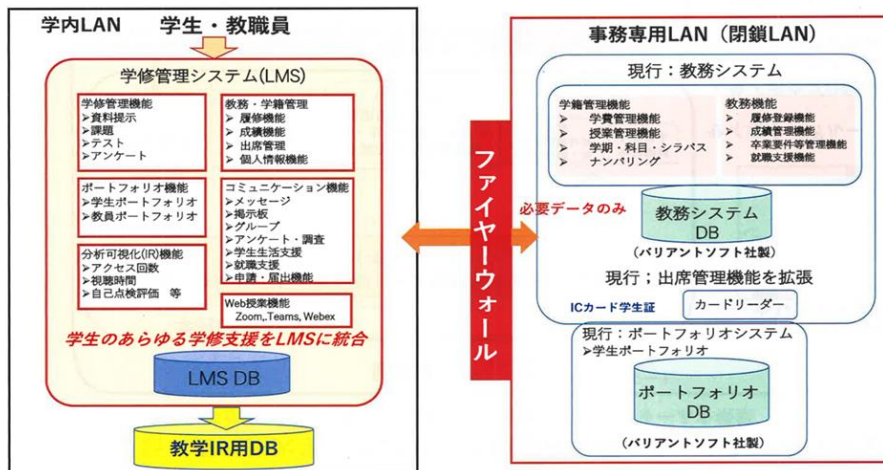 学内LAN
学生・教職員
学修管理システム(LMS)
学修管理機能
➤資料提示
➤課題
➤テスト
➤アンケート
教務・学籍管理
➤ 履修機能
➤ 成績機能
➤ 出席管理
➤ 個人情報機能
ポートフォリオ機能
➤学生ポートフォリオ
➤教員ポートフォリオ
コミュニケーション機能
➤メッセージ
➤掲示板
➤グループ
➤アンケート・調査
➤学生生活支援
➤就職支援
➤申請・届出機能
分析可視化(IR)機能
➤アクセス回数
➤視聴時間
➤自己点検評価 等
Web授業機能
Zoom,.Teams, Webex
学生のあらゆる学修支援をLMSに統合
LMS DB
教学IR用DB
ファイヤーウォール
必要データのみ
事務専用LAN（閉鎖LAN）
現行：教務システム
学籍管理機能
➤ 学費管理機能
➤ 授業管理機能
➤ 学期・科目・シラバス
➤ ナンバリング
教務機能
➤ 履修登録機能
➤ 成績管理機能
➤ 卒業要件等管理機能
➤ 就職支援機能
教務システム
DB
（バリアントソフト社製）
現行；出席管理機能を拡張
ICカード学生証
カードリーダー
現行：ポートフォリオシステム
➤学生ポートフォリオ
ポートフォリオ
DB
（バリアントソフト社製）